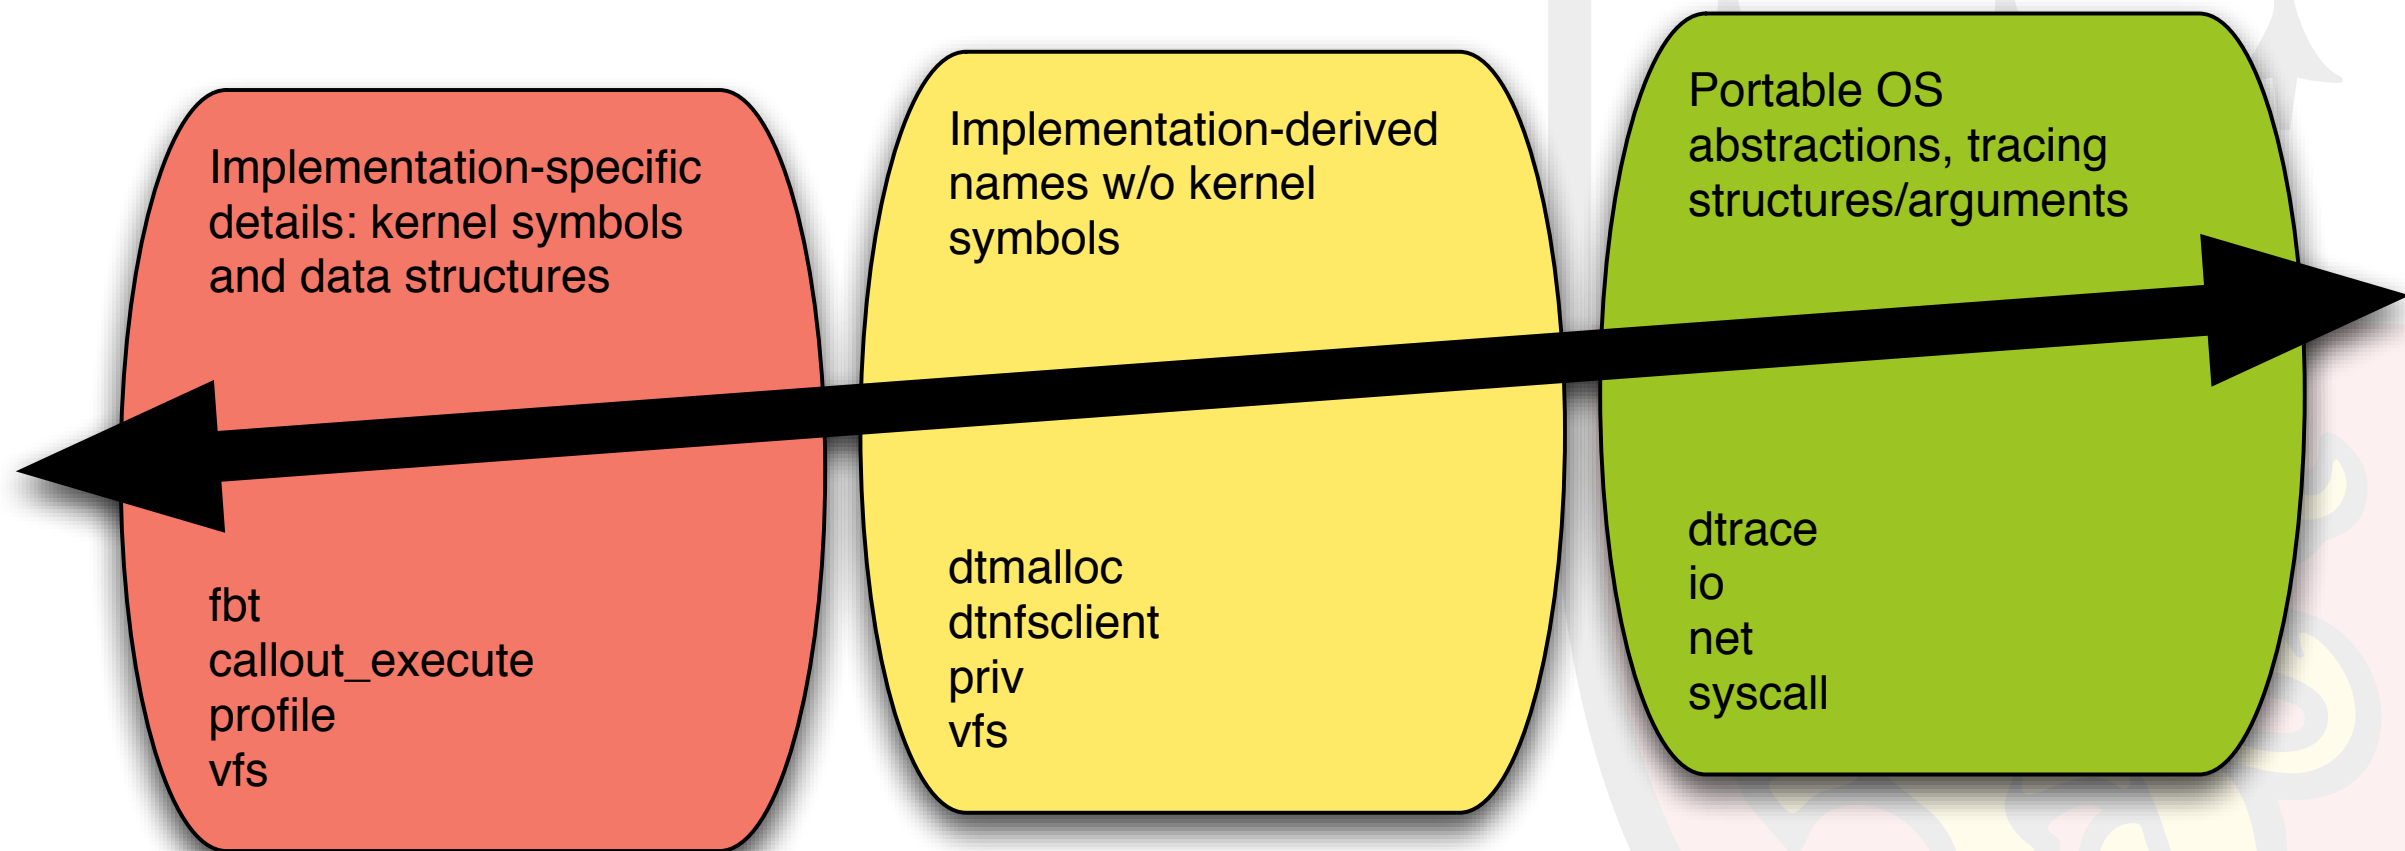 Implementation-specific
details: kernel symbols
and data structures
fbt
callout_execute
profile
vfs
Implementation-derived
names w/o kernel
symbols
dtmalloc
dtnfsclient
priv
vfs
Portable OS
abstractions, tracing
structures/arguments
dtrace
io
net
syscall